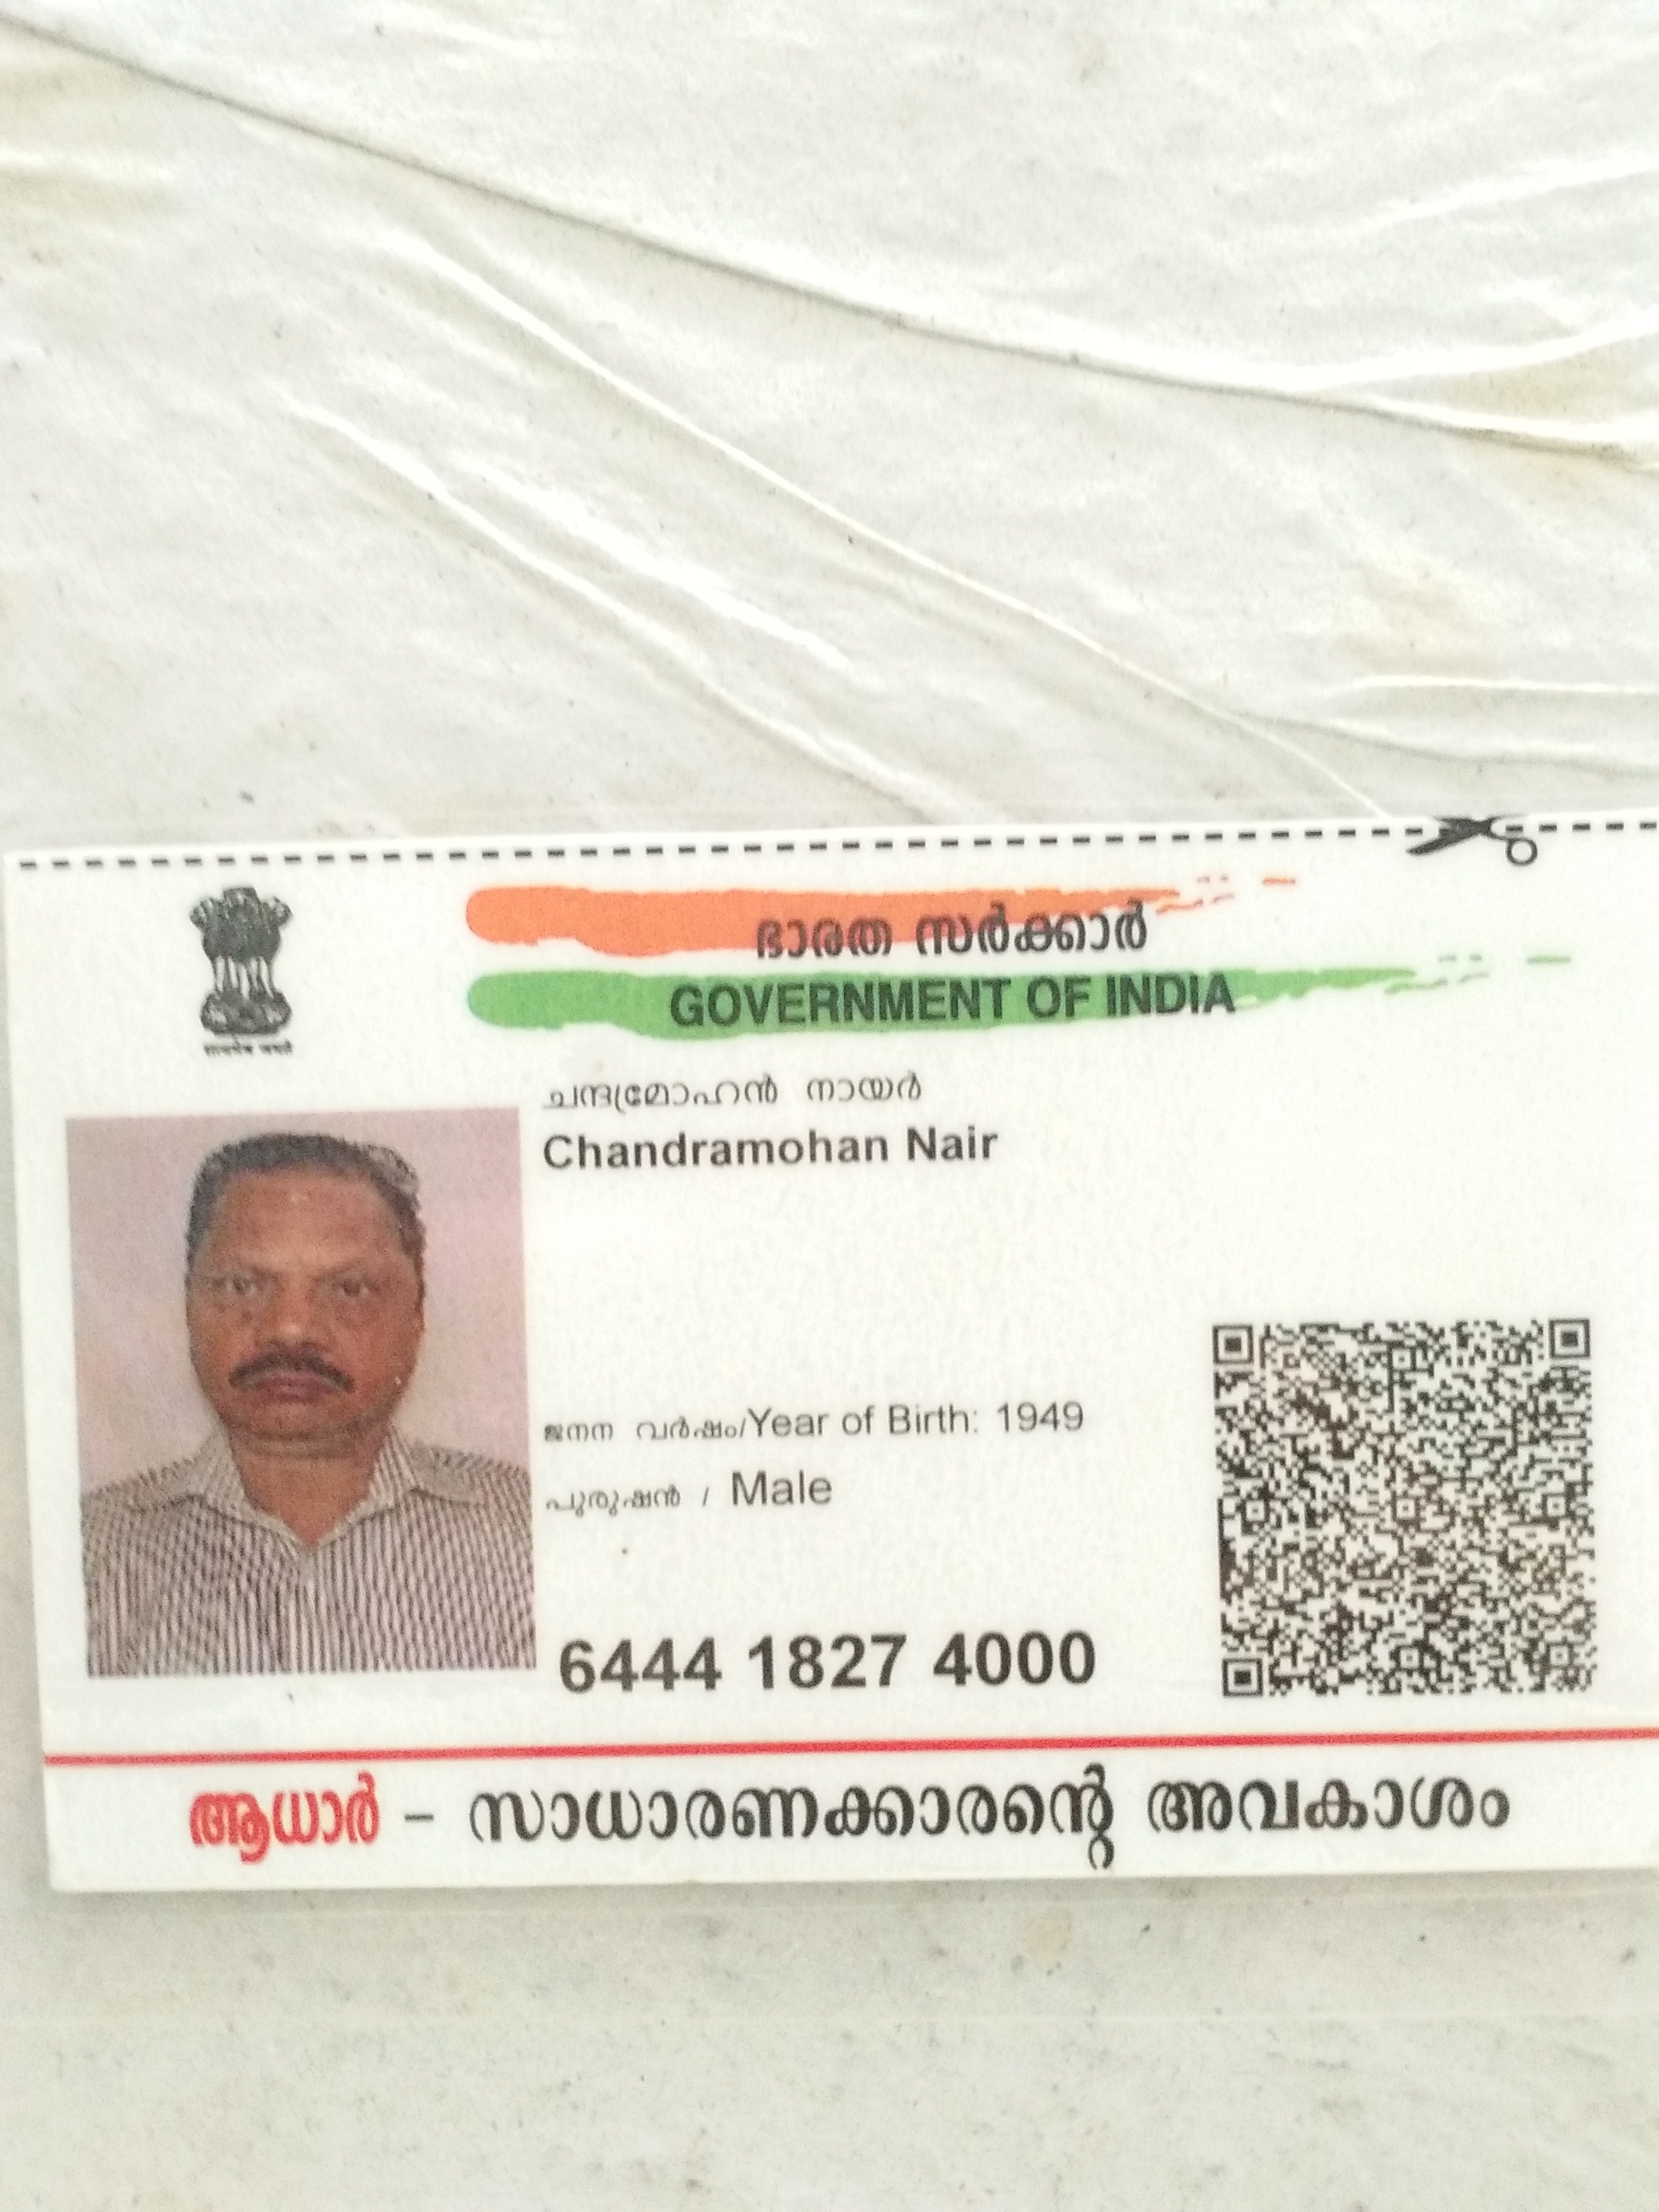 ഭാരത സർക്കാർ
GOVERNMENT OF INDIA
सत्यमेव जयते
ചന്ദ്രമോഹൻ നായർ
Chandramohan Nair
ജനന വർഷം/Year of Birth: 1949
പുരുഷൻ / Male
6444 1827 4000
ആധാർ – സാധാരണക്കാരന്റെ അവകാശം